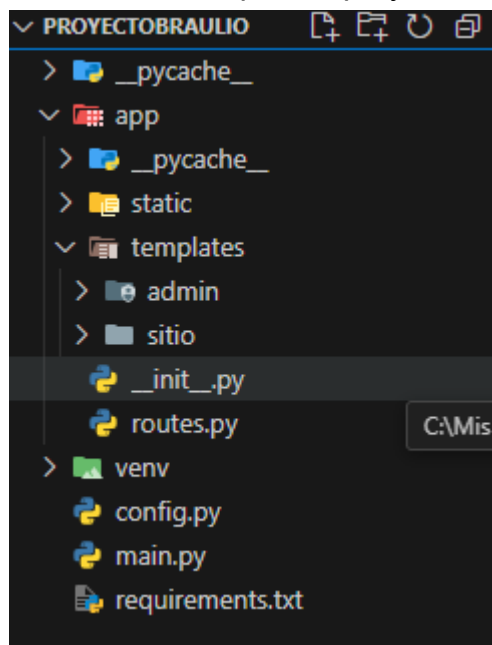 PROYECTOBRAULIO
__pycache__
app
__pycache__
static
templates
admin
sitio
__init__.py
routes.py
C:\Mis
venv
config.py
main.py
requirements.txt